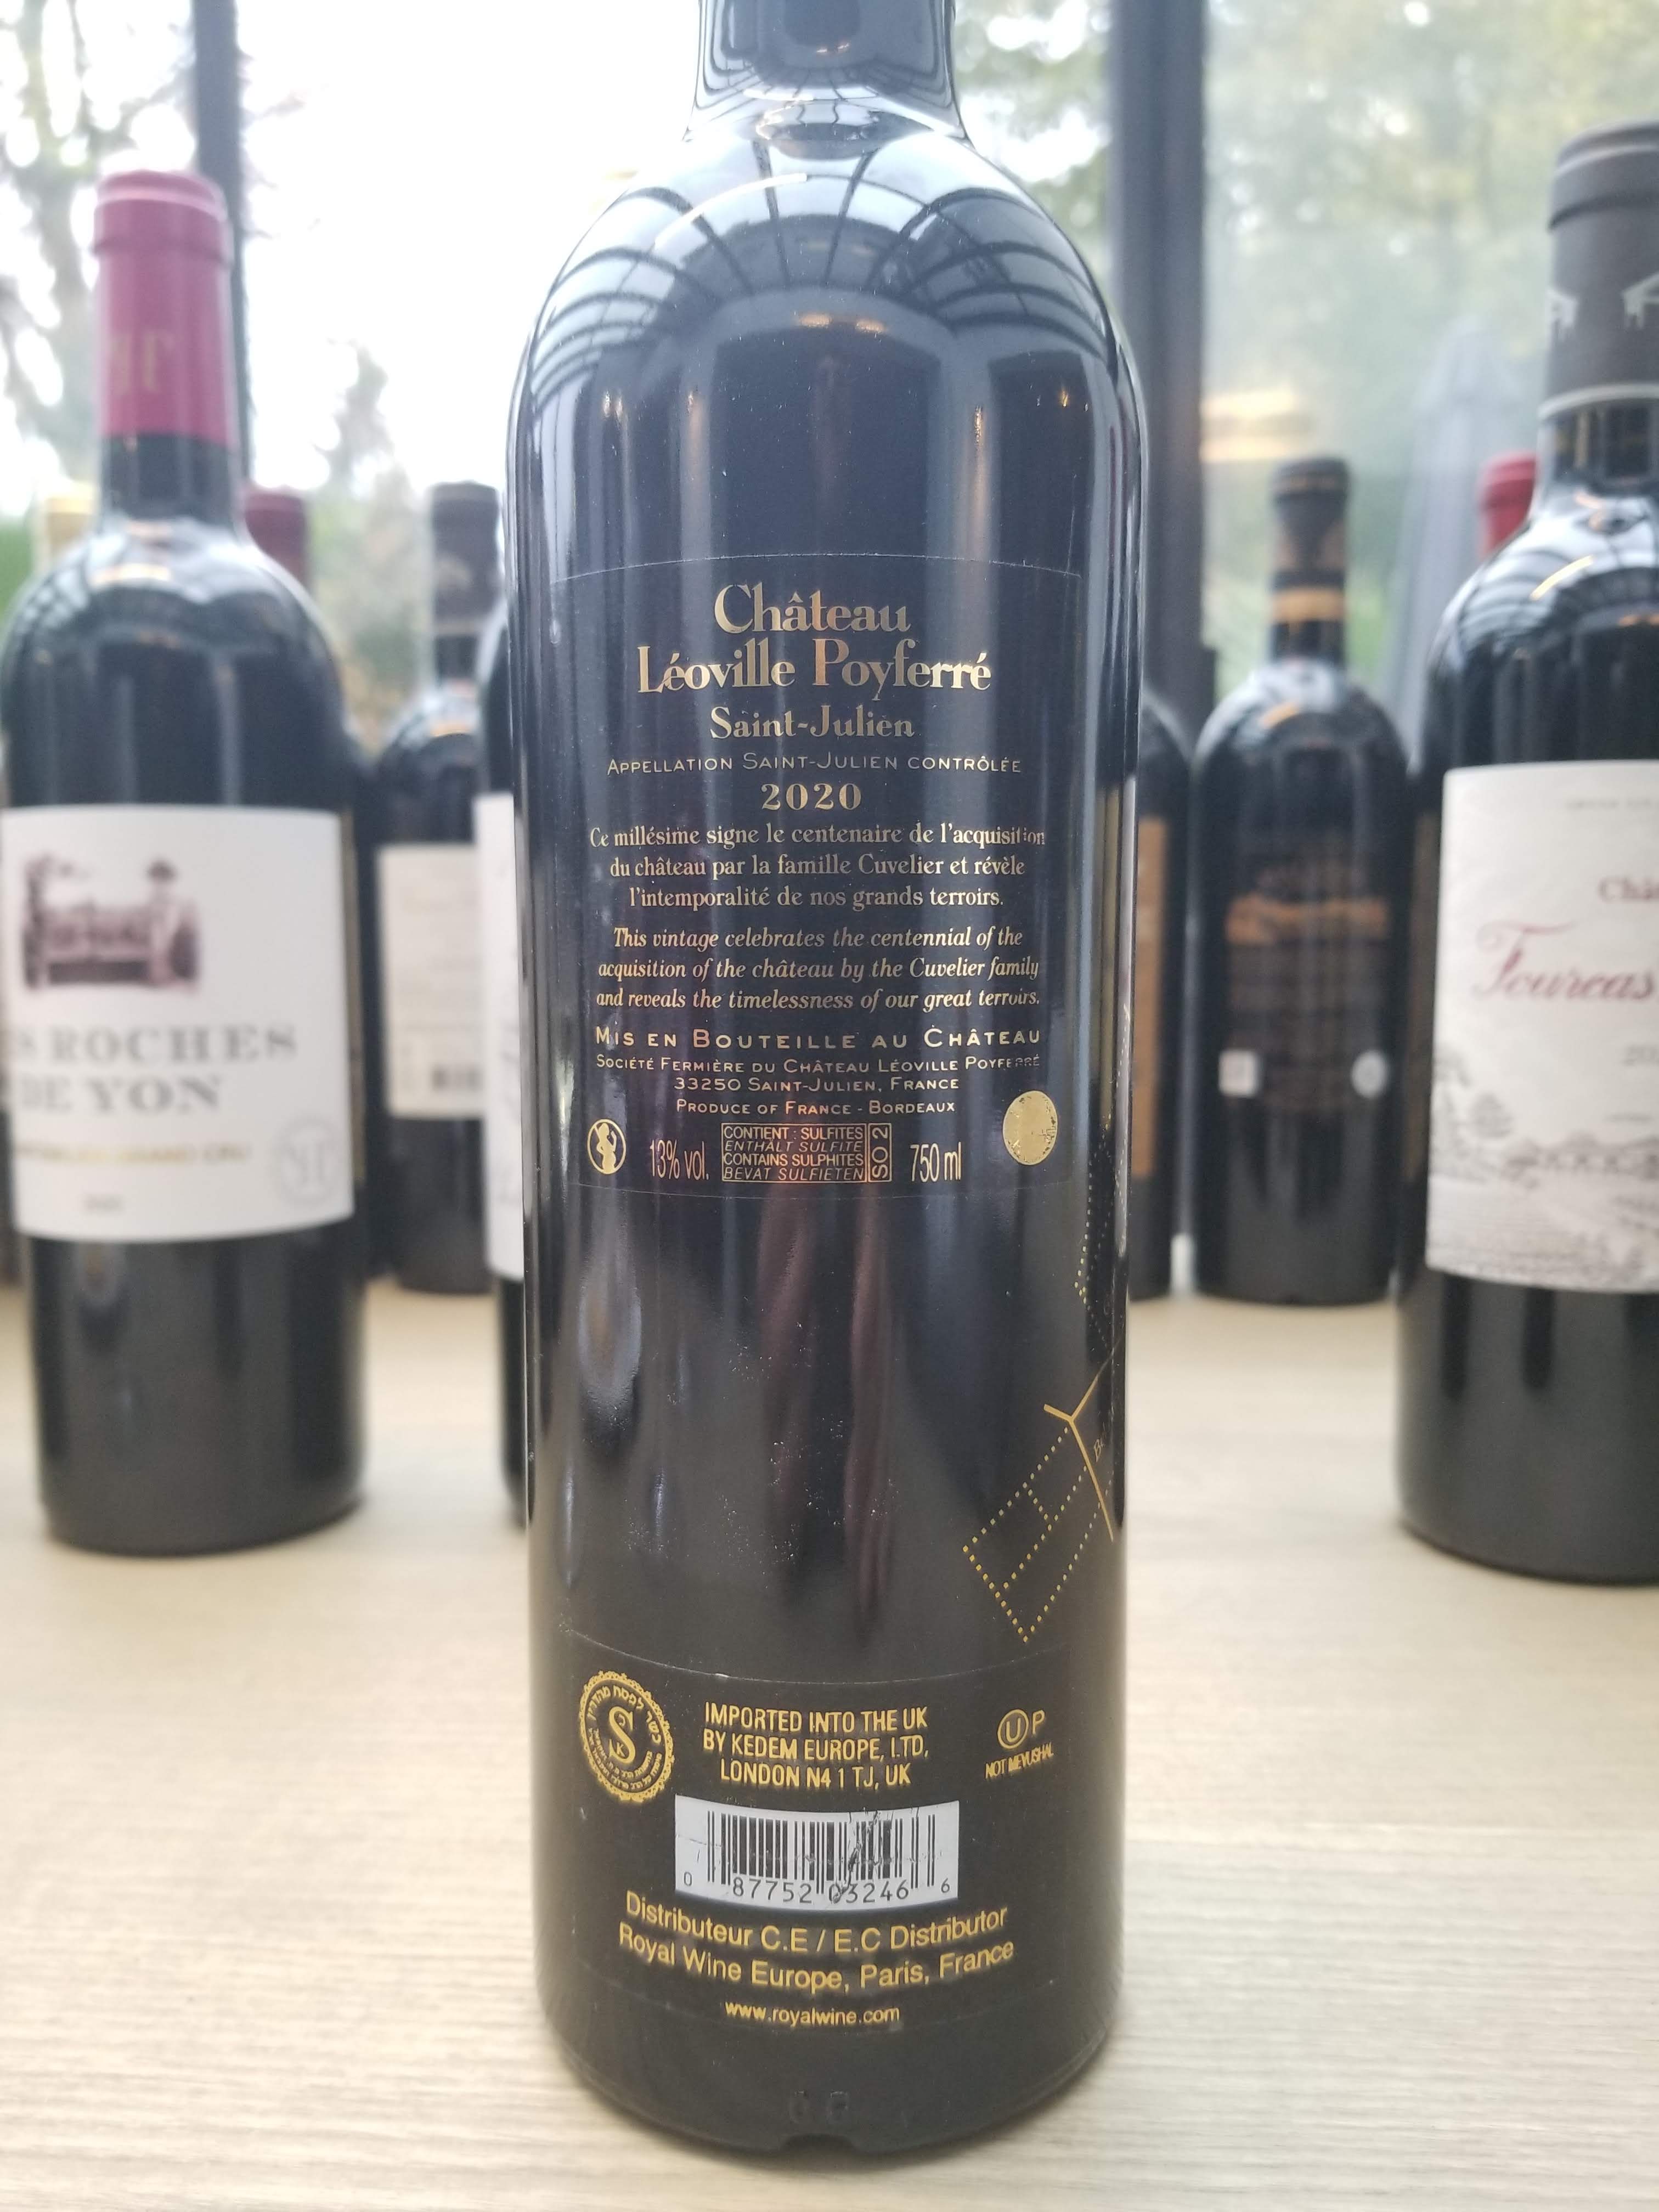 Château
Léoville Poyferré
Saint-Julien
APPELLATION SAINT-JULIEN CONTRÔLÉE
2020
Ce millésime signe le centenaire de l'acquisition
du château par la famille Cuvelier et révèle
l'intemporalité de nos grands terroirs.
This vintage celebrates the centennial of the
acquisition of the château by the Cuvelier family
and reveals the timelessness of our great terroirs.
MIS EN BOUTEILLE AU CHÂTEAU
SOCIÉTÉ FERMIÈRE DU CHÂTEAU LÉOVILLE POYFERRÉ
33250 SAINT-JULIEN, FRANCE
PRODUCE OF FRANCE - BORDEAUX
13% vol.
CONTIENT : SULFITES
ENTHÄLT SULFITE
CONTAINS SULPHITES
BEVAT SULFIETEN
SO2
750 ml
כשר לפסח מהדרין
S
K
IMPORTED INTO THE UK
BY KEDEM EUROPE, LTD,
LONDON N4 1 TJ, UK
U P
NOT MEVUSHAL
0 87752 03246 6
Distributeur C.E / E.C Distributor
Royal Wine Europe, Paris, France
www.royalwine.com
S ROCHES
DE YON
Fourcas